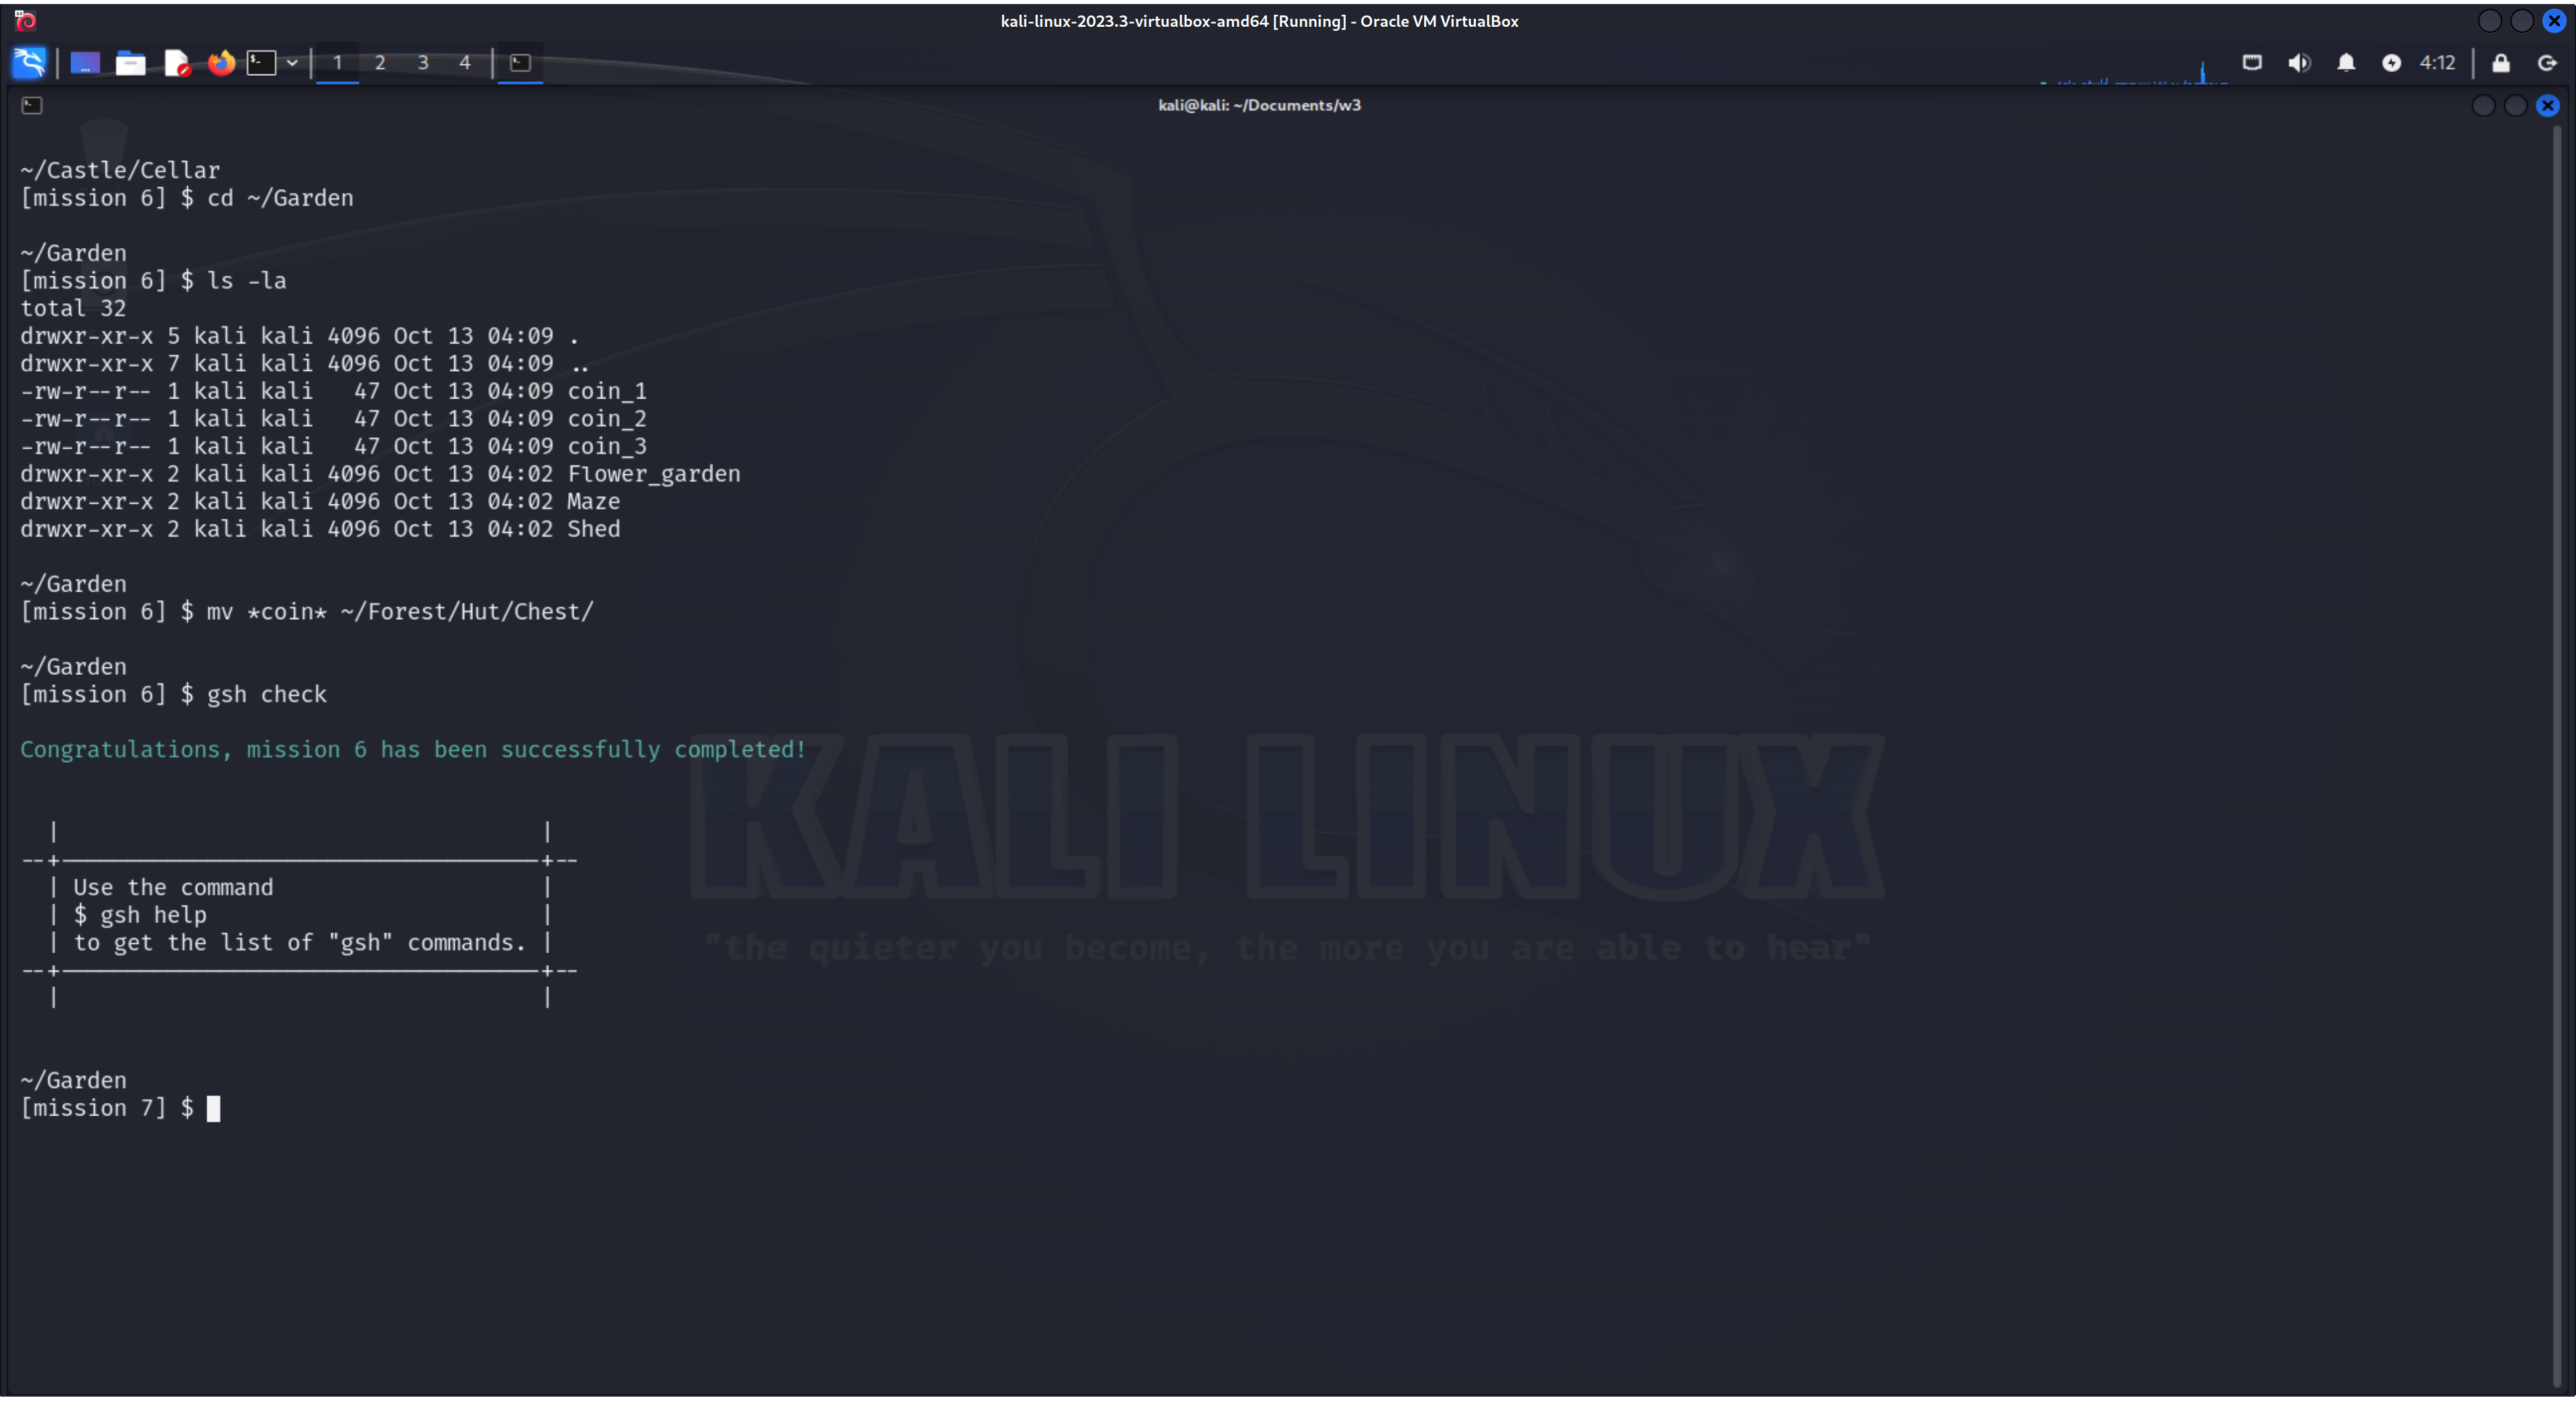 kali-linux-2023.3-virtualbox-amd64 [Running] - Oracle VM VirtualBox
1 2 3 4 4:12
kali@kali: ~/Documents/w3
~/Castle/Cellar
[mission 6] $ cd ~/Garden
~/Garden
[mission 6] $ ls -la
total 32
drwxr-xr-x 5 kali kali 4096 Oct 13 04:09 .
drwxr-xr-x 7 kali kali 4096 Oct 13 04:09 ..
-rw-r--r-- 1 kali kali   47 Oct 13 04:09 coin_1
-rw-r--r-- 1 kali kali   47 Oct 13 04:09 coin_2
-rw-r--r-- 1 kali kali   47 Oct 13 04:09 coin_3
drwxr-xr-x 2 kali kali 4096 Oct 13 04:02 Flower_garden
drwxr-xr-x 2 kali kali 4096 Oct 13 04:02 Maze
drwxr-xr-x 2 kali kali 4096 Oct 13 04:02 Shed
~/Garden
[mission 6] $ mv *coin* ~/Forest/Hut/Chest/
~/Garden
[mission 6] $ gsh check
Congratulations, mission 6 has been successfully completed!
Use the command
$ gsh help
to get the list of "gsh" commands.
~/Garden
[mission 7] $
KALI LINUX
"the quieter you become, the more you are able to hear"